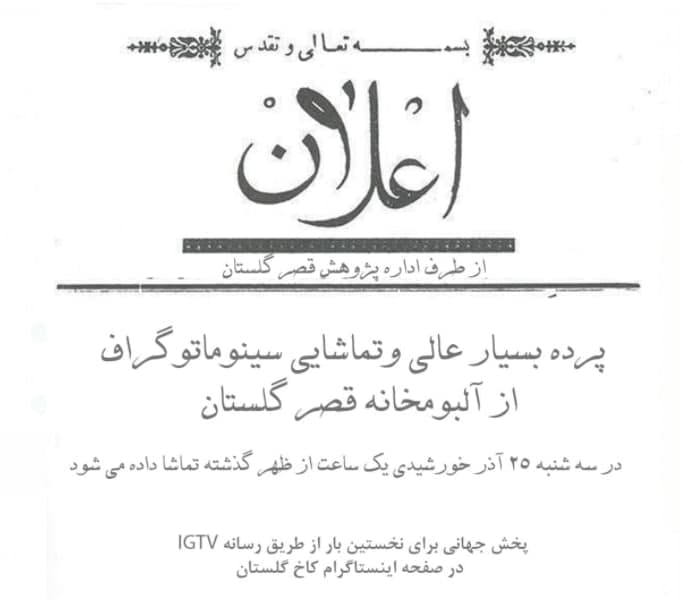 بسمه تعالی و تقدس
اعلان
از طرف اداره پژوهش قصر گلستان
پرده بسیار عالی و تماشایی سینوماتوگراف
از آلبومخانه قصر گلستان
در سه شنبه ۲۵ آذر خورشیدی یک ساعت از ظهر گذشته تماشا داده می شود
پخش جهانی برای نخستین بار از طریق رسانه IGTV
در صفحه اینستاگرام کاخ گلستان